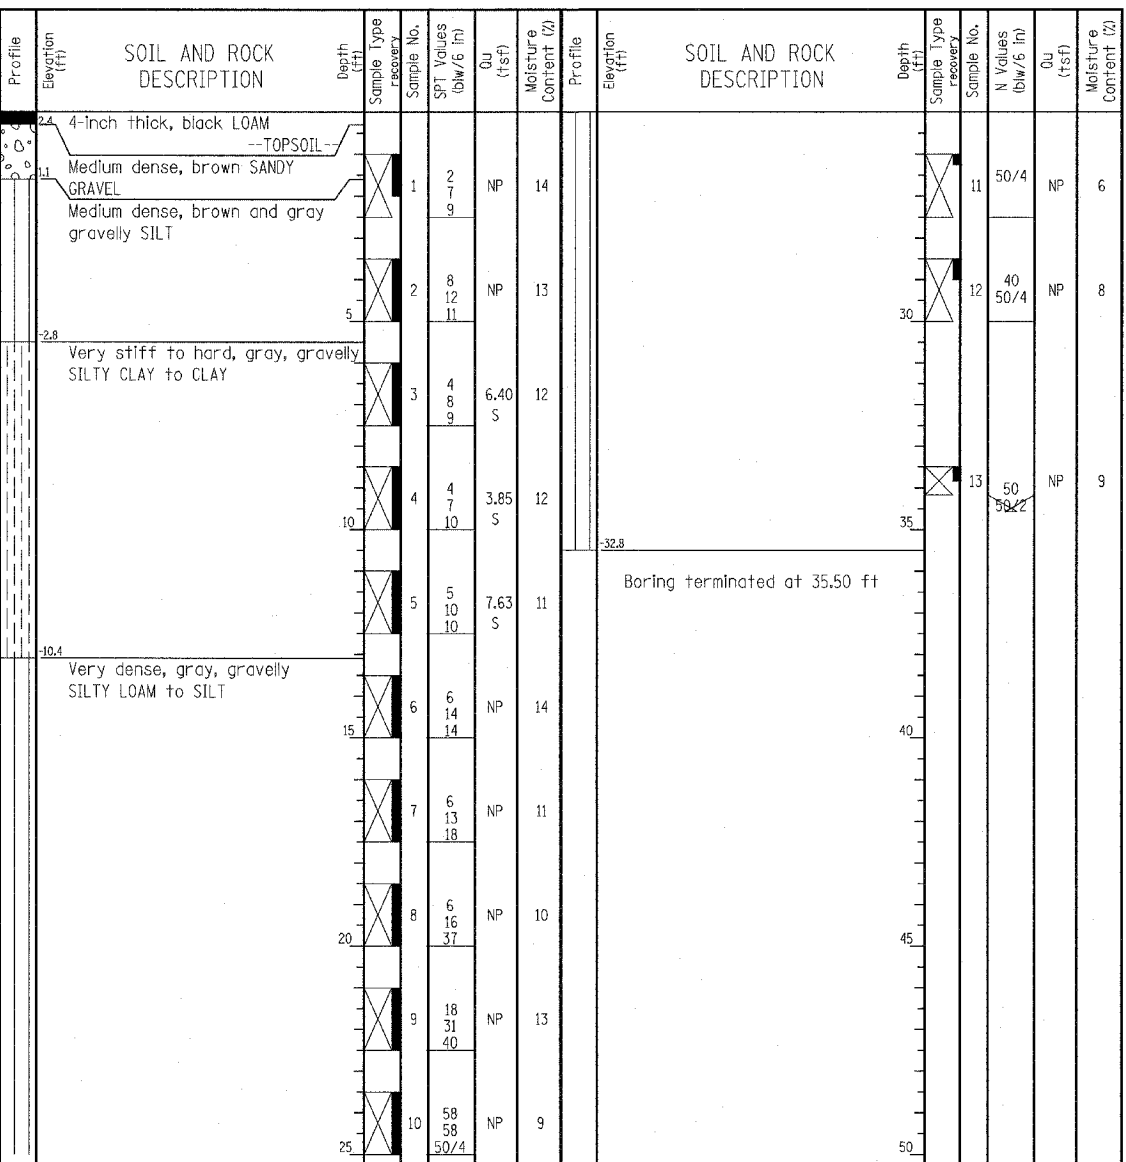 Profile
Elevation
(ft)
SOIL AND ROCK
DESCRIPTION
Depth
(ft)
Sample Type
recovery
Sample No.
SPT Values
(blw/6 in)
Qu
(tsf)
Moisture
Content (%)
Profile
Elevation
(ft)
SOIL AND ROCK
DESCRIPTION
Depth
(ft)
Sample Type
recovery
Sample No.
N Values
(blw/6 in)
Qu
(tsf)
Moisture
Content (%)
2.4 4-inch thick, black LOAM
--TOPSOIL--
1.1 Medium dense, brown SANDY
GRAVEL
Medium dense, brown and gray
gravelly SILT
1
2
7
9
NP
14
2
8
12
11
NP
13
5
-2.8
Very stiff to hard, gray, gravelly
SILTY CLAY to CLAY
3
4
8
9
6.40
S
12
4
4
7
10
3.85
S
12
10
5
5
10
10
7.63
S
11
-10.4
Very dense, gray, gravelly
SILTY LOAM to SILT
6
6
14
14
NP
14
15
7
6
13
18
NP
11
8
6
16
37
NP
10
20
9
18
31
40
NP
13
10
58
58
50/4
NP
9
25
11
50/4
NP
6
12
40
50/4
NP
8
30
13
50
50/2
NP
9
35
-32.8
Boring terminated at 35.50 ft
40
45
50